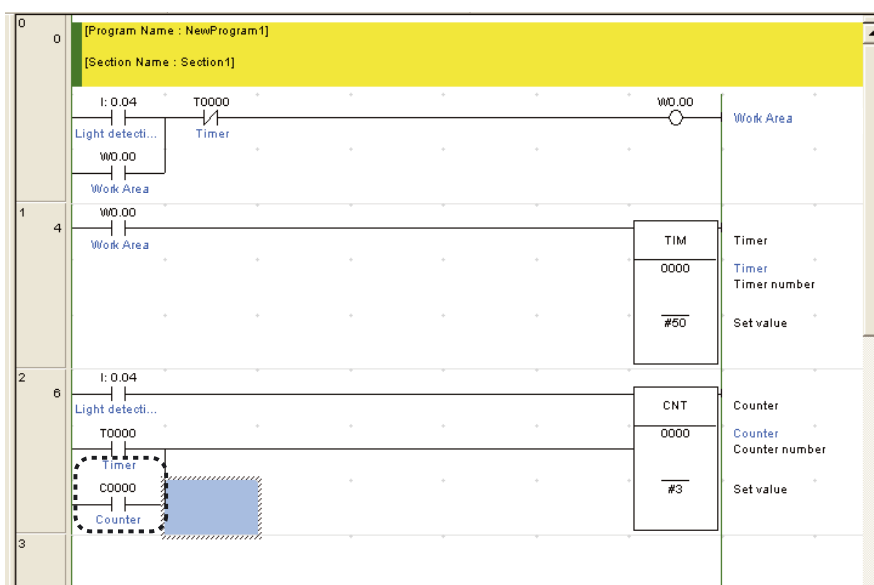 0
0
[Program Name : NewProgram1]
[Section Name : Section1]
I: 0.04 T0000 W0.00
Light detecti... Timer Work Area
W0.00
Work Area
1
4
W0.00
Work Area
TIM Timer
0000 Timer
Timer number
#50 Set value
2
6
I: 0.04
Light detecti...
CNT Counter
T0000 0000 Counter
Timer Counter number
C0000 #3 Set value
Counter
3